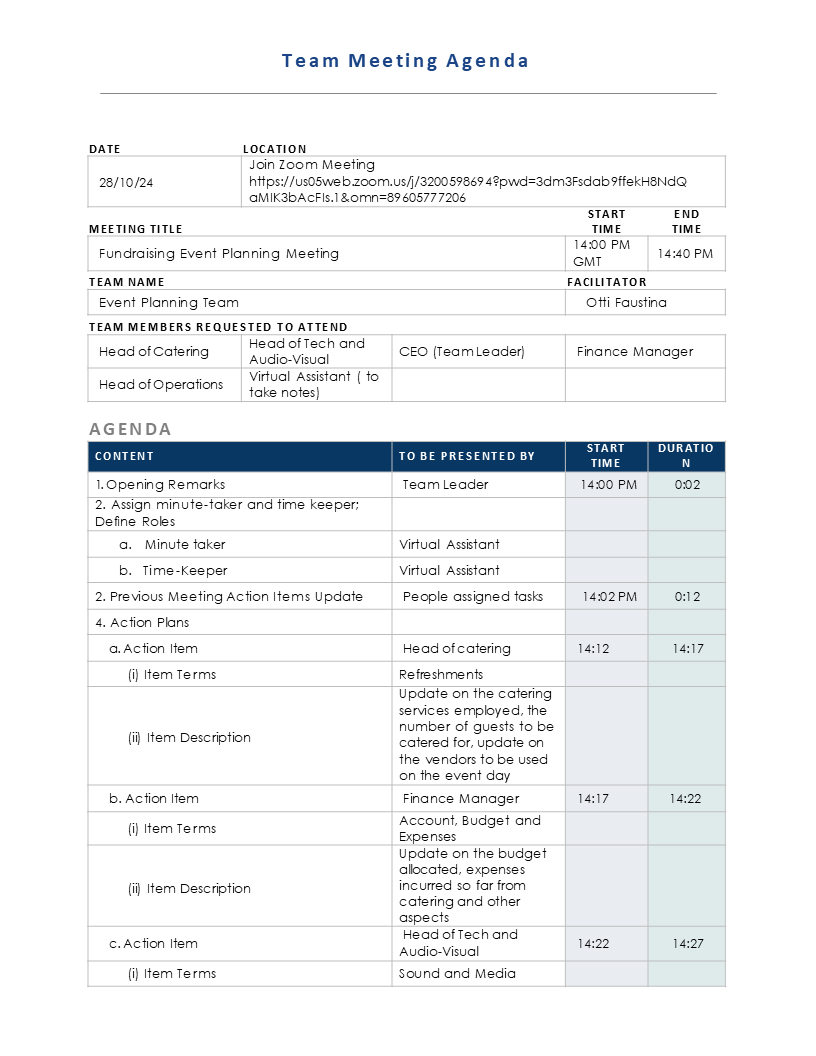 Team Meeting Agenda
DATE LOCATION
28/10/24
Join Zoom Meeting
https://us05web.zoom.us/j/3200598694?pwd=3dm3Fsdab9ffekH8NdQ
aMIK3bAcFIs.1&omn=89605777206
MEETING TITLE START TIME END TIME
Fundraising Event Planning Meeting 14:00 PM GMT 14:40 PM
TEAM NAME FACILITATOR
Event Planning Team Otti Faustina
TEAM MEMBERS REQUESTED TO ATTEND
Head of Catering Head of Tech and Audio-Visual CEO (Team Leader) Finance Manager
Head of Operations Virtual Assistant ( to take notes)
AGENDA
CONTENT TO BE PRESENTED BY START TIME DURATION
1. Opening Remarks Team Leader 14:00 PM 0:02
2. Assign minute-taker and time keeper;
Define Roles
a. Minute taker Virtual Assistant
b. Time-Keeper Virtual Assistant
2. Previous Meeting Action Items Update People assigned tasks 14:02 PM 0:12
4. Action Plans
a. Action Item Head of catering 14:12 14:17
(i) Item Terms Refreshments
(ii) Item Description
Update on the catering
services employed, the
number of guests to be
catered for, update on
the vendors to be used
on the event day
b. Action Item Finance Manager 14:17 14:22
(i) Item Terms Account, Budget and Expenses
(ii) Item Description
Update on the budget
allocated, expenses
incurred so far from
catering and other
aspects
c. Action Item Head of Tech and Audio-Visual 14:22 14:27
(i) Item Terms Sound and Media